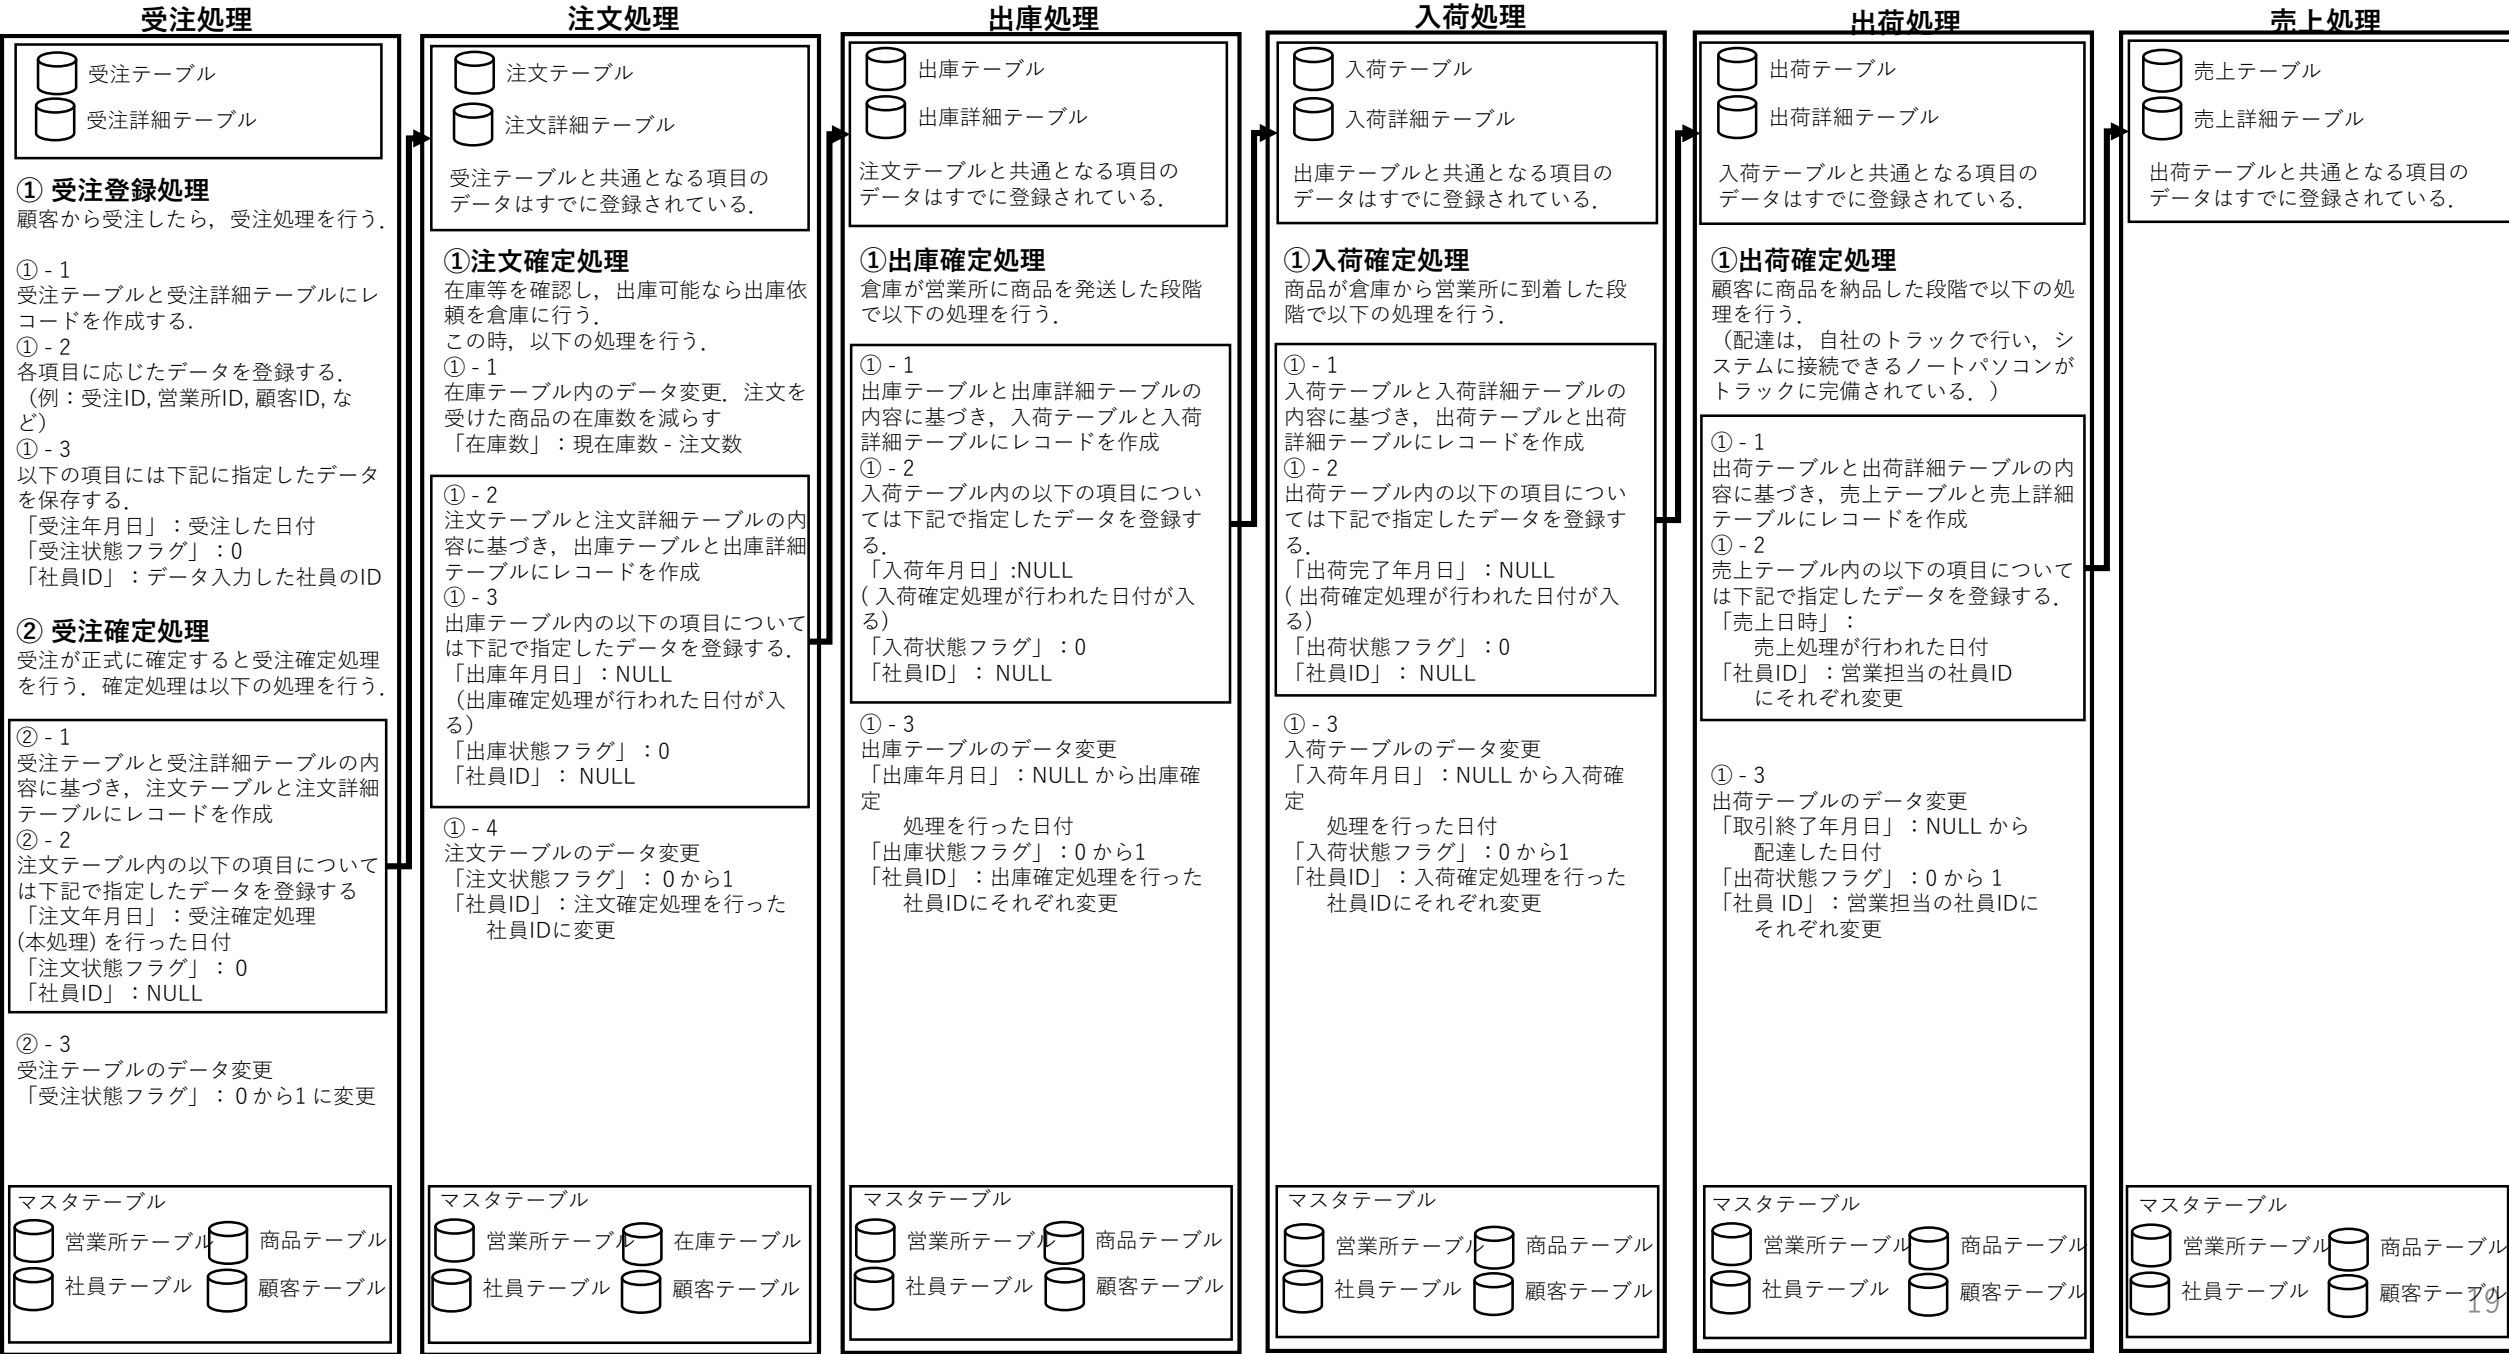 受注処理
受注テーブル
受注詳細テーブル
① 受注登録処理
顧客から受注したら，受注処理を行う．
① - 1
受注テーブルと受注詳細テーブルにレ
コードを作成する．
① - 2
各項目に応じたデータを登録する．
（例：受注ID, 営業所ID, 顧客ID, な
ど）
① - 3
以下の項目には下記に指定したデータ
を保存する．
「受注年月日」：受注した日付
「受注状態フラグ」：0
「社員ID」：データ入力した社員のID
② 受注確定処理
受注が正式に確定すると受注確定処理
を行う．確定処理は以下の処理を行う．
② - 1
受注テーブルと受注詳細テーブルの内
容に基づき，注文テーブルと注文詳細
テーブルにレコードを作成
② - 2
注文テーブル内の以下の項目について
は下記で指定したデータを登録する
「注文年月日」：受注確定処理
(本処理) を行った日付
「注文状態フラグ」：0
「社員ID」：NULL
② - 3
受注テーブルのデータ変更
「受注状態フラグ」：0 から1 に変更
マスタテーブル
営業所テーブル
商品テーブル
社員テーブル
顧客テーブル
注文処理
注文テーブル
注文詳細テーブル
受注テーブルと共通となる項目の
データはすでに登録されている．
①注文確定処理
在庫等を確認し，出庫可能なら出庫依
頼を倉庫に行う．
この時，以下の処理を行う．
① - 1
在庫テーブル内のデータ変更．注文を
受けた商品の在庫数を減らす
「在庫数」：現在庫数 - 注文数
① - 2
注文テーブルと注文詳細テーブルの内
容に基づき，出庫テーブルと出庫詳細
テーブルにレコードを作成
① - 3
出庫テーブル内の以下の項目について
は下記で指定したデータを登録する．
「出庫年月日」：NULL
（出庫確定処理が行われた日付が入
る）
「出庫状態フラグ」：0
「社員ID」： NULL
① - 4
注文テーブルのデータ変更
「注文状態フラグ」：0 から1
「社員ID」：注文確定処理を行った
社員IDに変更
マスタテーブル
営業所テーブル
在庫テーブル
社員テーブル
顧客テーブル
出庫処理
出庫テーブル
出庫詳細テーブル
注文テーブルと共通となる項目の
データはすでに登録されている．
①出庫確定処理
倉庫が営業所に商品を発送した段階
で以下の処理を行う．
① - 1
出庫テーブルと出庫詳細テーブルの
内容に基づき，入荷テーブルと入荷
詳細テーブルにレコードを作成
① - 2
入荷テーブル内の以下の項目につい
ては下記で指定したデータを登録す
る．
「入荷年月日」:NULL
( 入荷確定処理が行われた日付が入
る）
「入荷状態フラグ」：0
「社員ID」： NULL
① - 3
出庫テーブルのデータ変更
「出庫年月日」：NULL から出庫確
定
処理を行った日付
「出庫状態フラグ」：0 から1
「社員ID」：出庫確定処理を行った
社員IDにそれぞれ変更
マスタテーブル
営業所テーブル
商品テーブル
社員テーブル
顧客テーブル
入荷処理
入荷テーブル
入荷詳細テーブル
出庫テーブルと共通となる項目の
データはすでに登録されている．
①入荷確定処理
商品が倉庫から営業所に到着した段
階で以下の処理を行う．
① - 1
入荷テーブルと入荷詳細テーブルの
内容に基づき，出荷テーブルと出荷
詳細テーブルにレコードを作成
① - 2
出荷テーブル内の以下の項目につい
ては下記で指定したデータを登録す
る．
「出荷完了年月日」：NULL
( 出荷確定処理が行われた日付が入
る）
「出荷状態フラグ」：0
「社員ID」： NULL
① - 3
入荷テーブルのデータ変更
「入荷年月日」：NULL から入荷確
定
処理を行った日付
「入荷状態フラグ」：0 から1
「社員ID」：入荷確定処理を行った
社員IDにそれぞれ変更
マスタテーブル
営業所テーブル
商品テーブル
社員テーブル
顧客テーブル
出荷処理
出荷テーブル
出荷詳細テーブル
入荷テーブルと共通となる項目の
データはすでに登録されている．
①出荷確定処理
顧客に商品を納品した段階で以下の処
理を行う．
（配達は，自社のトラックで行い，シ
ステムに接続できるノートパソコンが
トラックに完備されている．）
① - 1
出荷テーブルと出荷詳細テーブルの内
容に基づき，売上テーブルと売上詳細
テーブルにレコードを作成
① - 2
売上テーブル内の以下の項目について
は下記で指定したデータを登録する．
「売上日時」：
売上処理が行われた日付
「社員ID」：営業担当の社員ID
にそれぞれ変更
① - 3
出荷テーブルのデータ変更
「取引終了年月日」：NULL から
配達した日付
「出荷状態フラグ」：0 から 1
「社員 ID」：営業担当の社員IDに
それぞれ変更
マスタテーブル
営業所テーブル
商品テーブル
社員テーブル
顧客テーブル
売上処理
売上テーブル
売上詳細テーブル
出荷テーブルと共通となる項目の
データはすでに登録されている．
マスタテーブル
営業所テーブル
商品テーブル
社員テーブル
顧客テーブル
19